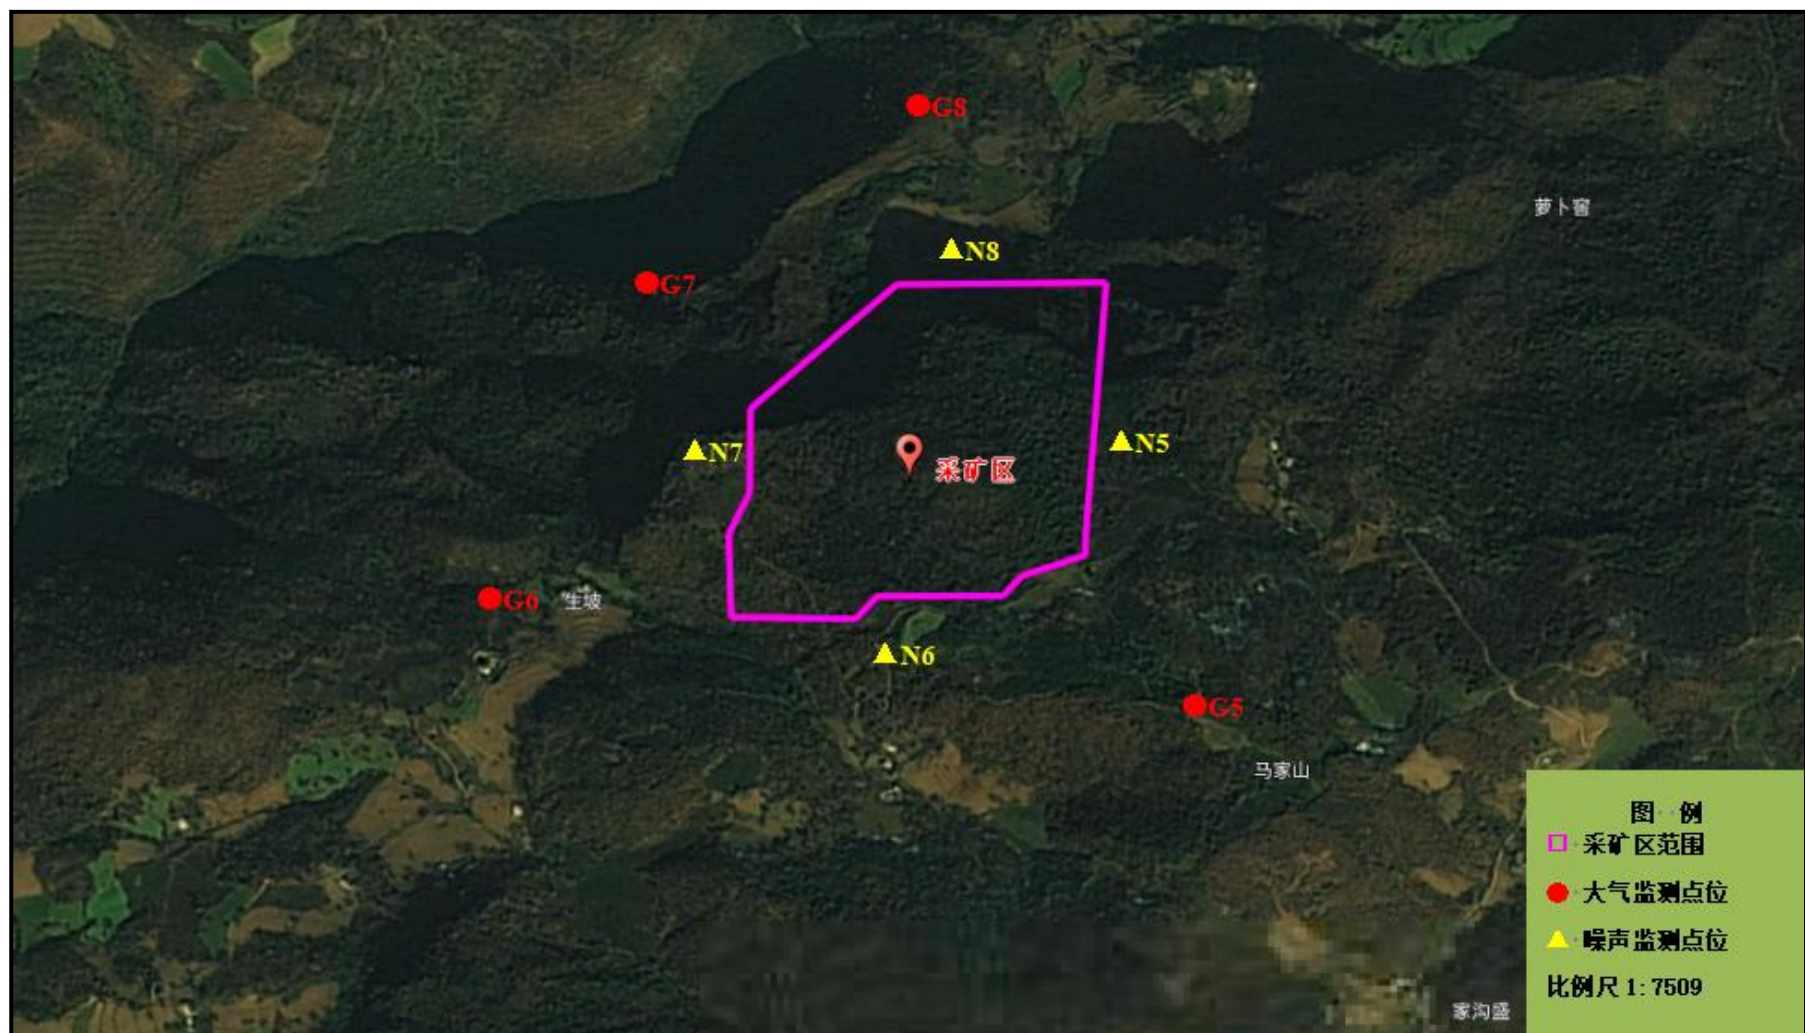 G8
萝卜窖
N8
G7
N5
N7
采矿区
G6
生坡
N6
G5
马家山
图 例
采矿区范围
大气监测点位
噪声监测点位
比例尺 1:7509
家沟盛